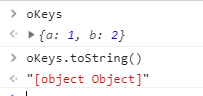 > oKeys
<· ▶ {a: 1, b: 2}
> oKeys.toString()
<· "[object Object]"